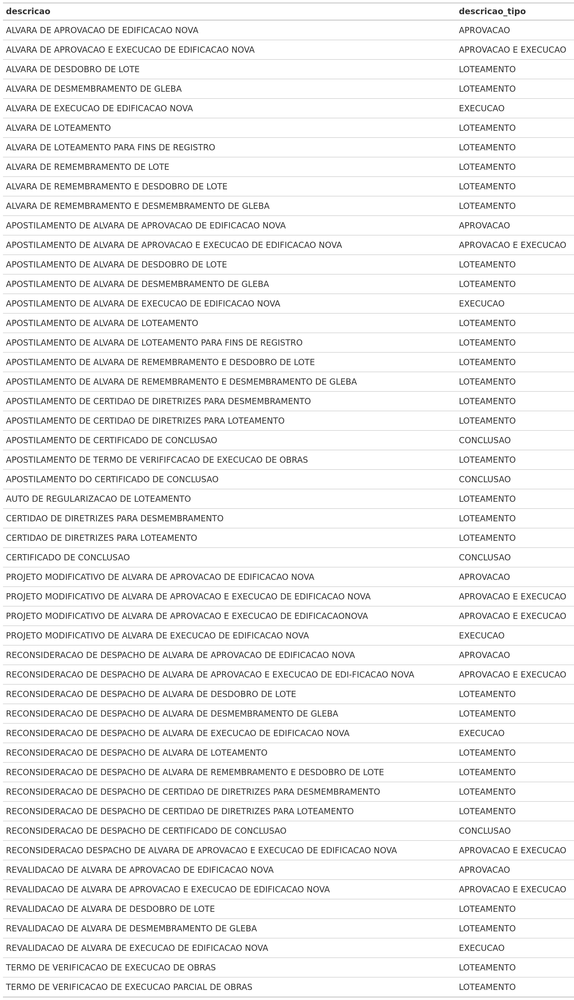 descricao descricao_tipo
ALVARA DE APROVACAO DE EDIFICACAO NOVA APROVACAO
ALVARA DE APROVACAO E EXECUCAO DE EDIFICACAO NOVA APROVACAO E EXECUCAO
ALVARA DE DESDOBRO DE LOTE LOTEAMENTO
ALVARA DE DESMEMBRAMENTO DE GLEBA LOTEAMENTO
ALVARA DE EXECUCAO DE EDIFICACAO NOVA EXECUCAO
ALVARA DE LOTEAMENTO LOTEAMENTO
ALVARA DE LOTEAMENTO PARA FINS DE REGISTRO LOTEAMENTO
ALVARA DE REMEMBRAMENTO DE LOTE LOTEAMENTO
ALVARA DE REMEMBRAMENTO E DESDOBRO DE LOTE LOTEAMENTO
ALVARA DE REMEMBRAMENTO E DESMEMBRAMENTO DE GLEBA LOTEAMENTO
APOSTILAMENTO DE ALVARA DE APROVACAO DE EDIFICACAO NOVA APROVACAO
APOSTILAMENTO DE ALVARA DE APROVACAO E EXECUCAO DE EDIFICACAO NOVA APROVACAO E EXECUCAO
APOSTILAMENTO DE ALVARA DE DESDOBRO DE LOTE LOTEAMENTO
APOSTILAMENTO DE ALVARA DE DESMEMBRAMENTO DE GLEBA LOTEAMENTO
APOSTILAMENTO DE ALVARA DE EXECUCAO DE EDIFICACAO NOVA EXECUCAO
APOSTILAMENTO DE ALVARA DE LOTEAMENTO LOTEAMENTO
APOSTILAMENTO DE ALVARA DE LOTEAMENTO PARA FINS DE REGISTRO LOTEAMENTO
APOSTILAMENTO DE ALVARA DE REMEMBRAMENTO E DESDOBRO DE LOTE LOTEAMENTO
APOSTILAMENTO DE ALVARA DE REMEMBRAMENTO E DESMEMBRAMENTO DE GLEBA LOTEAMENTO
APOSTILAMENTO DE CERTIDAO DE DIRETRIZES PARA DESMEMBRAMENTO LOTEAMENTO
APOSTILAMENTO DE CERTIDAO DE DIRETRIZES PARA LOTEAMENTO LOTEAMENTO
APOSTILAMENTO DE CERTIFICADO DE CONCLUSAO CONCLUSAO
APOSTILAMENTO DE TERMO DE VERIFIFCACAO DE EXECUCAO DE OBRAS LOTEAMENTO
APOSTILAMENTO DO CERTIFICADO DE CONCLUSAO CONCLUSAO
AUTO DE REGULARIZACAO DE LOTEAMENTO LOTEAMENTO
CERTIDAO DE DIRETRIZES PARA DESMEMBRAMENTO LOTEAMENTO
CERTIDAO DE DIRETRIZES PARA LOTEAMENTO LOTEAMENTO
CERTIFICADO DE CONCLUSAO CONCLUSAO
PROJETO MODIFICATIVO DE ALVARA DE APROVACAO DE EDIFICACAO NOVA APROVACAO
PROJETO MODIFICATIVO DE ALVARA DE APROVACAO E EXECUCAO DE EDIFICACAO NOVA APROVACAO E EXECUCAO
PROJETO MODIFICATIVO DE ALVARA DE APROVACAO E EXECUCAO DE EDIFICACAONOVA APROVACAO E EXECUCAO
PROJETO MODIFICATIVO DE ALVARA DE EXECUCAO DE EDIFICACAO NOVA EXECUCAO
RECONSIDERACAO DE DESPACHO DE ALVARA DE APROVACAO DE EDIFICACAO NOVA APROVACAO
RECONSIDERACAO DE DESPACHO DE ALVARA DE APROVACAO E EXECUCAO DE EDI-FICACAO NOVA APROVACAO E EXECUCAO
RECONSIDERACAO DE DESPACHO DE ALVARA DE DESDOBRO DE LOTE LOTEAMENTO
RECONSIDERACAO DE DESPACHO DE ALVARA DE DESMEMBRAMENTO DE GLEBA LOTEAMENTO
RECONSIDERACAO DE DESPACHO DE ALVARA DE EXECUCAO DE EDIFICACAO NOVA EXECUCAO
RECONSIDERACAO DE DESPACHO DE ALVARA DE LOTEAMENTO LOTEAMENTO
RECONSIDERACAO DE DESPACHO DE ALVARA DE REMEMBRAMENTO E DESDOBRO DE LOTE LOTEAMENTO
RECONSIDERACAO DE DESPACHO DE CERTIDAO DE DIRETRIZES PARA DESMEMBRAMENTO LOTEAMENTO
RECONSIDERACAO DE DESPACHO DE CERTIDAO DE DIRETRIZES PARA LOTEAMENTO LOTEAMENTO
RECONSIDERACAO DE DESPACHO DE CERTIFICADO DE CONCLUSAO CONCLUSAO
RECONSIDERACAO DESPACHO DE ALVARA DE APROVACAO E EXECUCAO DE EDIFICACAO NOVA APROVACAO E EXECUCAO
REVALIDACAO DE ALVARA DE APROVACAO DE EDIFICACAO NOVA APROVACAO
REVALIDACAO DE ALVARA DE APROVACAO E EXECUCAO DE EDIFICACAO NOVA APROVACAO E EXECUCAO
REVALIDACAO DE ALVARA DE DESDOBRO DE LOTE LOTEAMENTO
REVALIDACAO DE ALVARA DE DESMEMBRAMENTO DE GLEBA LOTEAMENTO
REVALIDACAO DE ALVARA DE EXECUCAO DE EDIFICACAO NOVA EXECUCAO
TERMO DE VERIFICACAO DE EXECUCAO DE OBRAS LOTEAMENTO
TERMO DE VERIFICACAO DE EXECUCAO PARCIAL DE OBRAS LOTEAMENTO